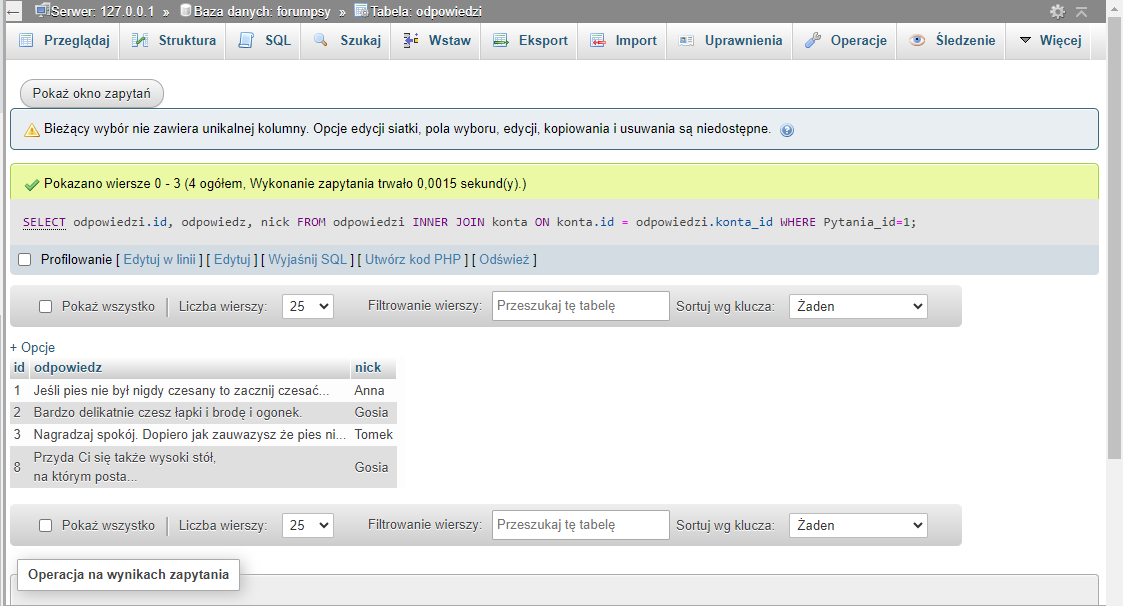 ← Serwer: 127.0.0.1 » Baza danych: forumpsy » Tabela: odpowiedzi
Przeglądaj Struktura SQL Szukaj Wstaw Eksport Import Uprawnienia Operacje Śledzenie Więcej
Pokaż okno zapytań
Bieżący wybór nie zawiera unikalnej kolumny. Opcje edycji siatki, pola wyboru, edycji, kopiowania i usuwania są niedostępne.
Pokazano wiersze 0 - 3 (4 ogółem, Wykonanie zapytania trwało 0,0015 sekund(y).)
SELECT odpowiedzi.id, odpowiedz, nick FROM odpowiedzi INNER JOIN konta ON konta.id = odpowiedzi.konta_id WHERE Pytania_id=1;
Profilowanie [ Edytuj w linii ] [ Edytuj ] [ Wyjaśnij SQL ] [ Utwórz kod PHP ] [ Odśwież ]
Pokaż wszystko | Liczba wierszy: 25 Filtrowanie wierszy: Przeszukaj tę tabelę Sortuj wg klucza: Żaden
+ Opcje
id odpowiedz nick
1 Jeśli pies nie był nigdy czesany to zacznij czesać... Anna
2 Bardzo delikatnie czesz łapki i brodę i ogonek. Gosia
3 Nagradzaj spokój. Dopiero jak zauwazysz że pies ni... Tomek
8 Przyda Ci się także wysoki stół, Gosia
na którym posta...
Pokaż wszystko | Liczba wierszy: 25 Filtrowanie wierszy: Przeszukaj tę tabelę Sortuj wg klucza: Żaden
Operacja na wynikach zapytania